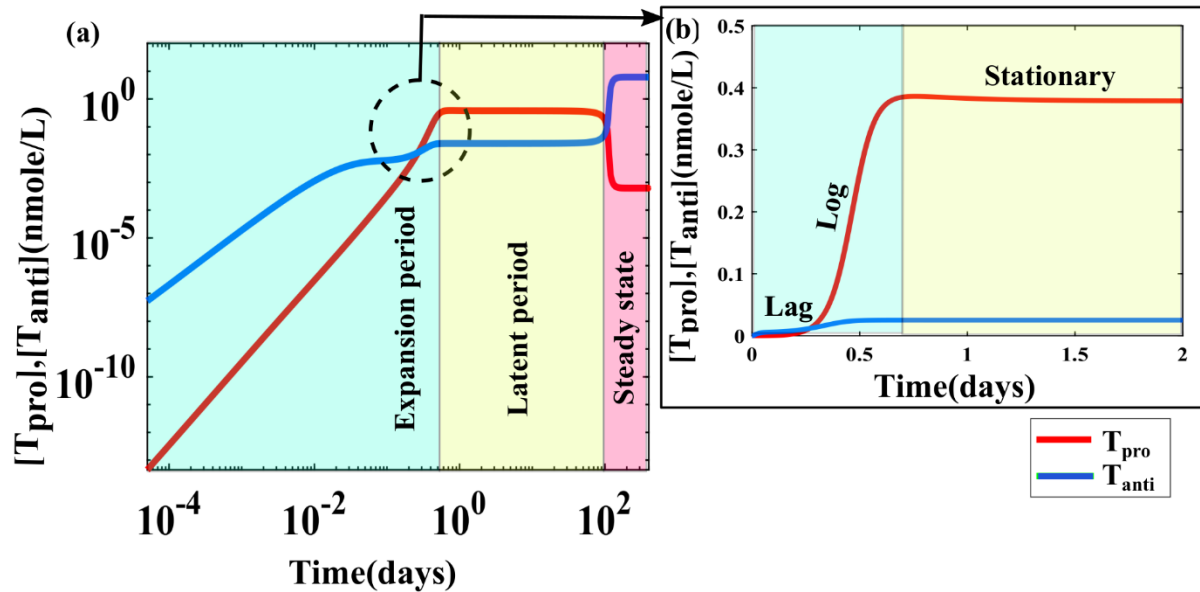 (a)
[T_pro],[T_anti](nmole/L)
10^0
10^-5
10^-10
10^-4
10^-2
10^0
10^2
Time(days)
Expansion period
Latent period
Steady state
(b)
[T_pro],[T_anti](nmole/L)
0.5
0.4
0.3
0.2
0.1
0
0
0.5
1
1.5
2
Time(days)
Lag
Log
Stationary
T_pro
T_anti